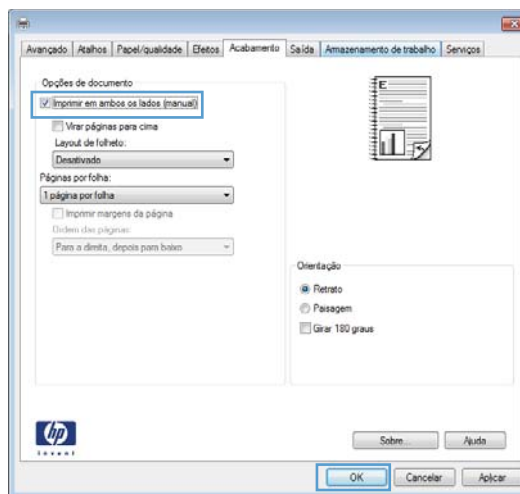 Avançado Atalhos Papel/qualidade Efeitos Acabamento Saída Armazenamento de trabalho Serviços
Opções de documento
Imprimir em ambos os lados (manual)
Virar páginas para cima
Layout de folheto:
Desativado
Páginas por folha:
1 página por folha
Imprimir margens da página
Ordem das páginas:
Para a direita, depois para baixo
E
Orientação
Retrato
Paisagem
Girar 180 graus
hp
invent
Sobre... Ajuda
OK Cancelar Aplicar